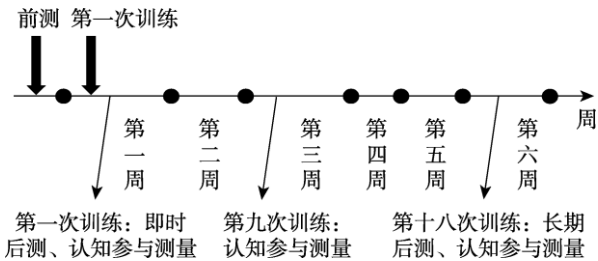 前测 第一次训练
周
第一周
第二周
第三周
第四周
第五周
第六周
第一次训练：即时
后测、认知参与测量
第九次训练：
认知参与测量
第十八次训练：长期
后测、认知参与测量